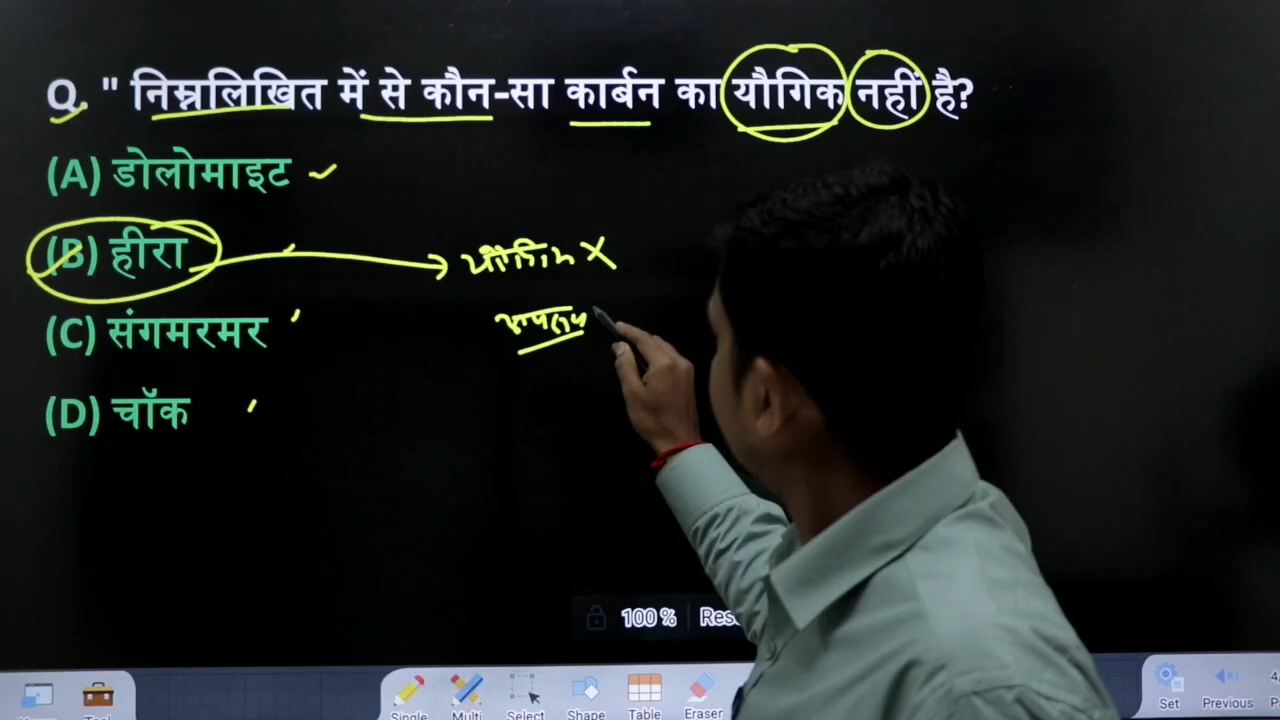 Q. " निम्नलिखित में से कौन-सा कार्बन का यौगिक नहीं है?
(A) डोलोमाइट
(B) हीरा
यौगिक X
(C) संगमरमर
(D) चॉक
100 %
Single Multi Select Shape Table Eraser
Set Previous